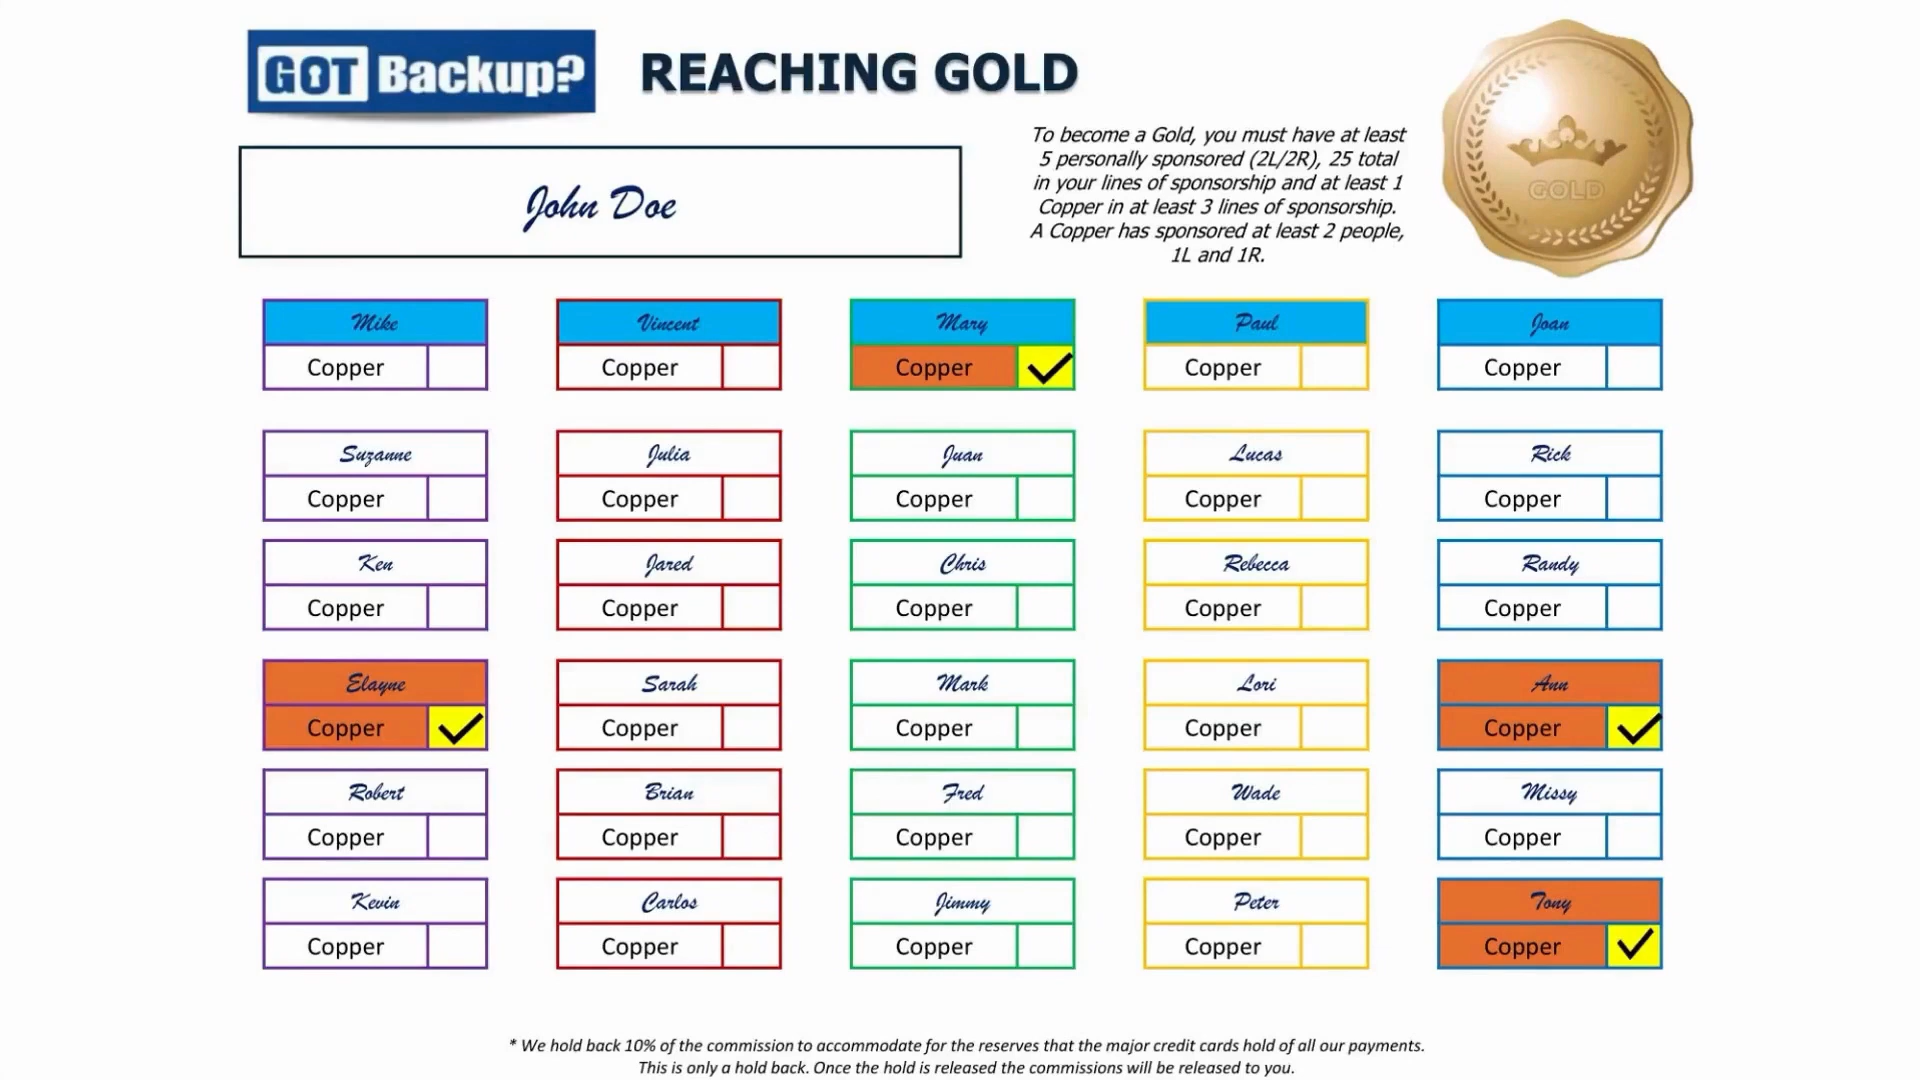 GOT Backup?
REACHING GOLD
John Doe
To become a Gold, you must have at least
5 personally sponsored (2L/2R), 25 total
in your lines of sponsorship and at least 1
Copper in at least 3 lines of sponsorship.
A Copper has sponsored at least 2 people,
1L and 1R.
GOLD
Mike Vincent Mary Paul Joan
Copper Copper Copper Copper Copper
Suzanne Julia Juan Lucas Rick
Copper Copper Copper Copper Copper
Ken Jared Chris Rebecca Randy
Copper Copper Copper Copper Copper
Elayne Sarah Mark Lori Ann
Copper Copper Copper Copper Copper
Robert Brian Fred Wade Missy
Copper Copper Copper Copper Copper
Kevin Carlos Jimmy Peter Tony
Copper Copper Copper Copper Copper
* We hold back 10% of the commission to accommodate for the reserves that the major credit cards hold of all our payments.
This is only a hold back. Once the hold is released the commissions will be released to you.